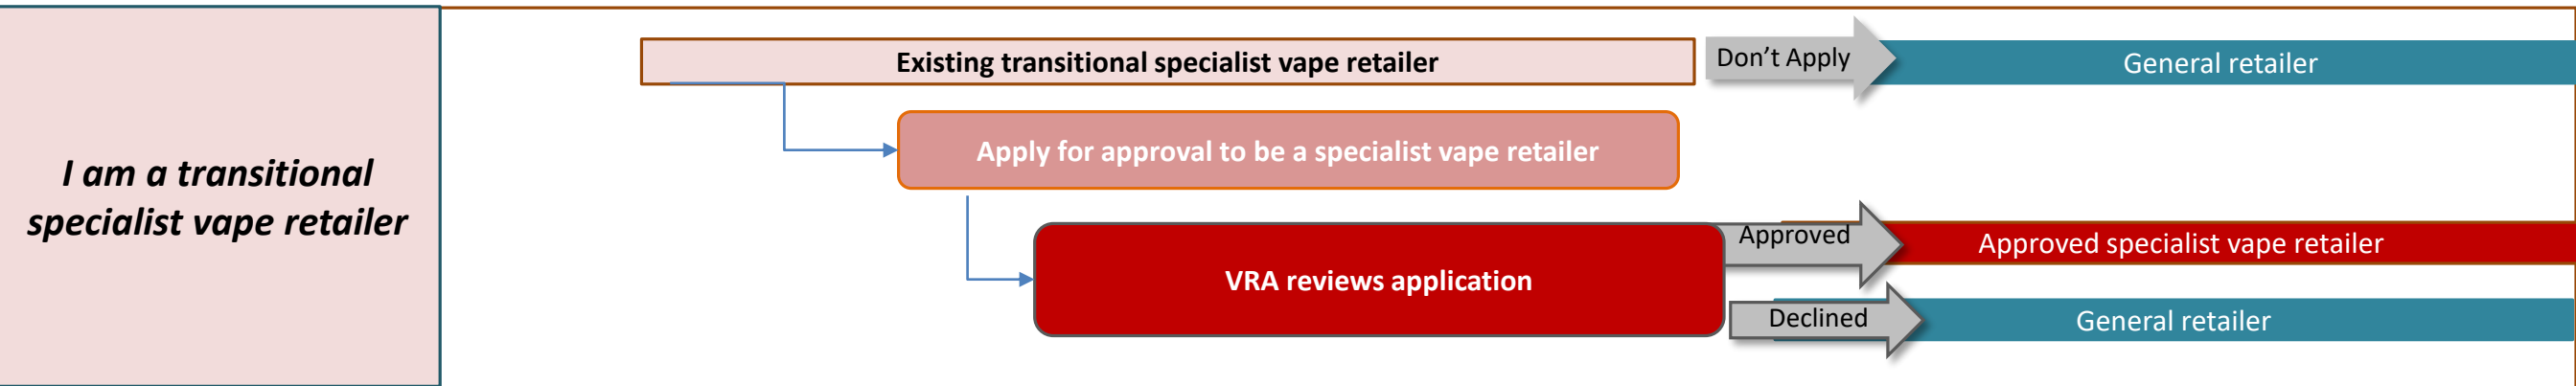 I am a transitional
specialist vape retailer
Existing transitional specialist vape retailer
Don’t Apply
General retailer
Apply for approval to be a specialist vape retailer
VRA reviews application
Approved
Approved specialist vape retailer
Declined
General retailer